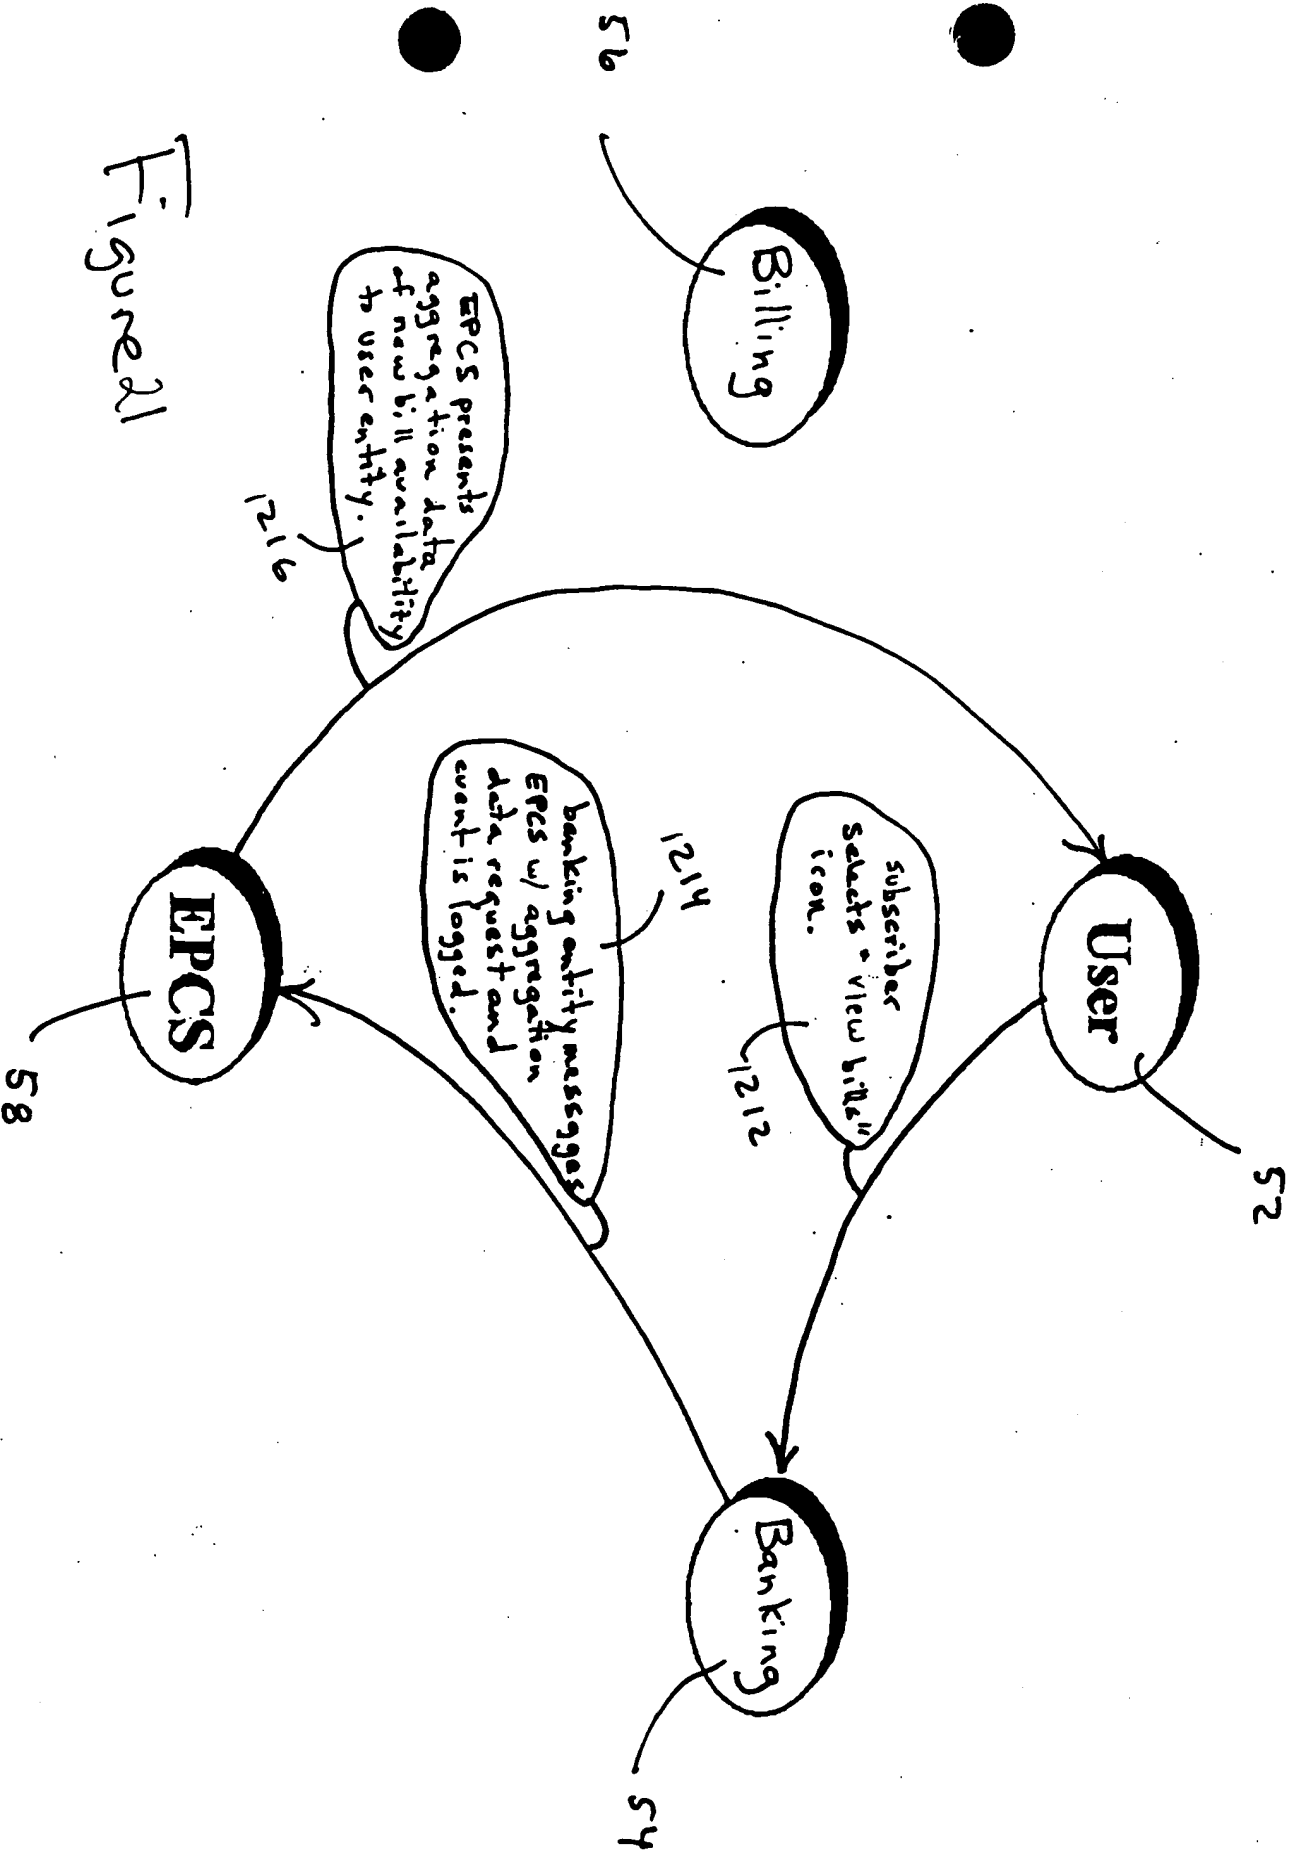 52
User
subscriber
selects "view bills"
icon.
1212
56
Billing
Banking
54
1214
banking entity messages
EPCS w/ aggregation
data request and
event is logged.
EPCS presents
aggregation data
of new bill availability
to user entity.
1216
EPCS
58
Figure 21